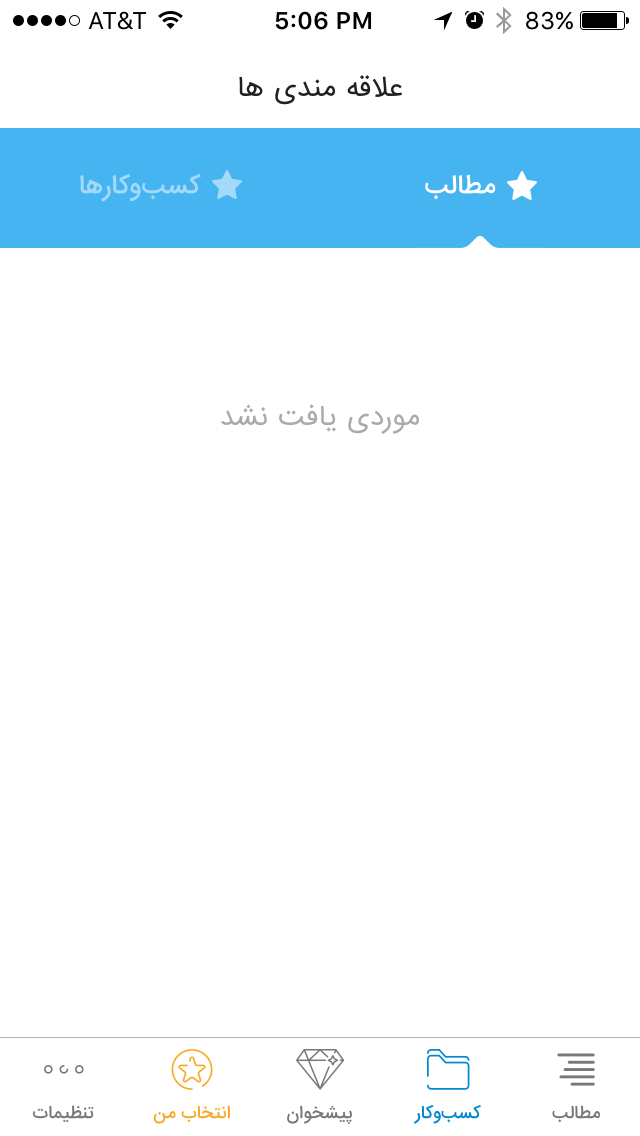 AT&T 5:06 PM 83%
علاقه مندی ها
مطالب کسب‌وکارها
موردی یافت نشد
مطالب کسب‌وکار پیشخوان انتخاب من تنظیمات